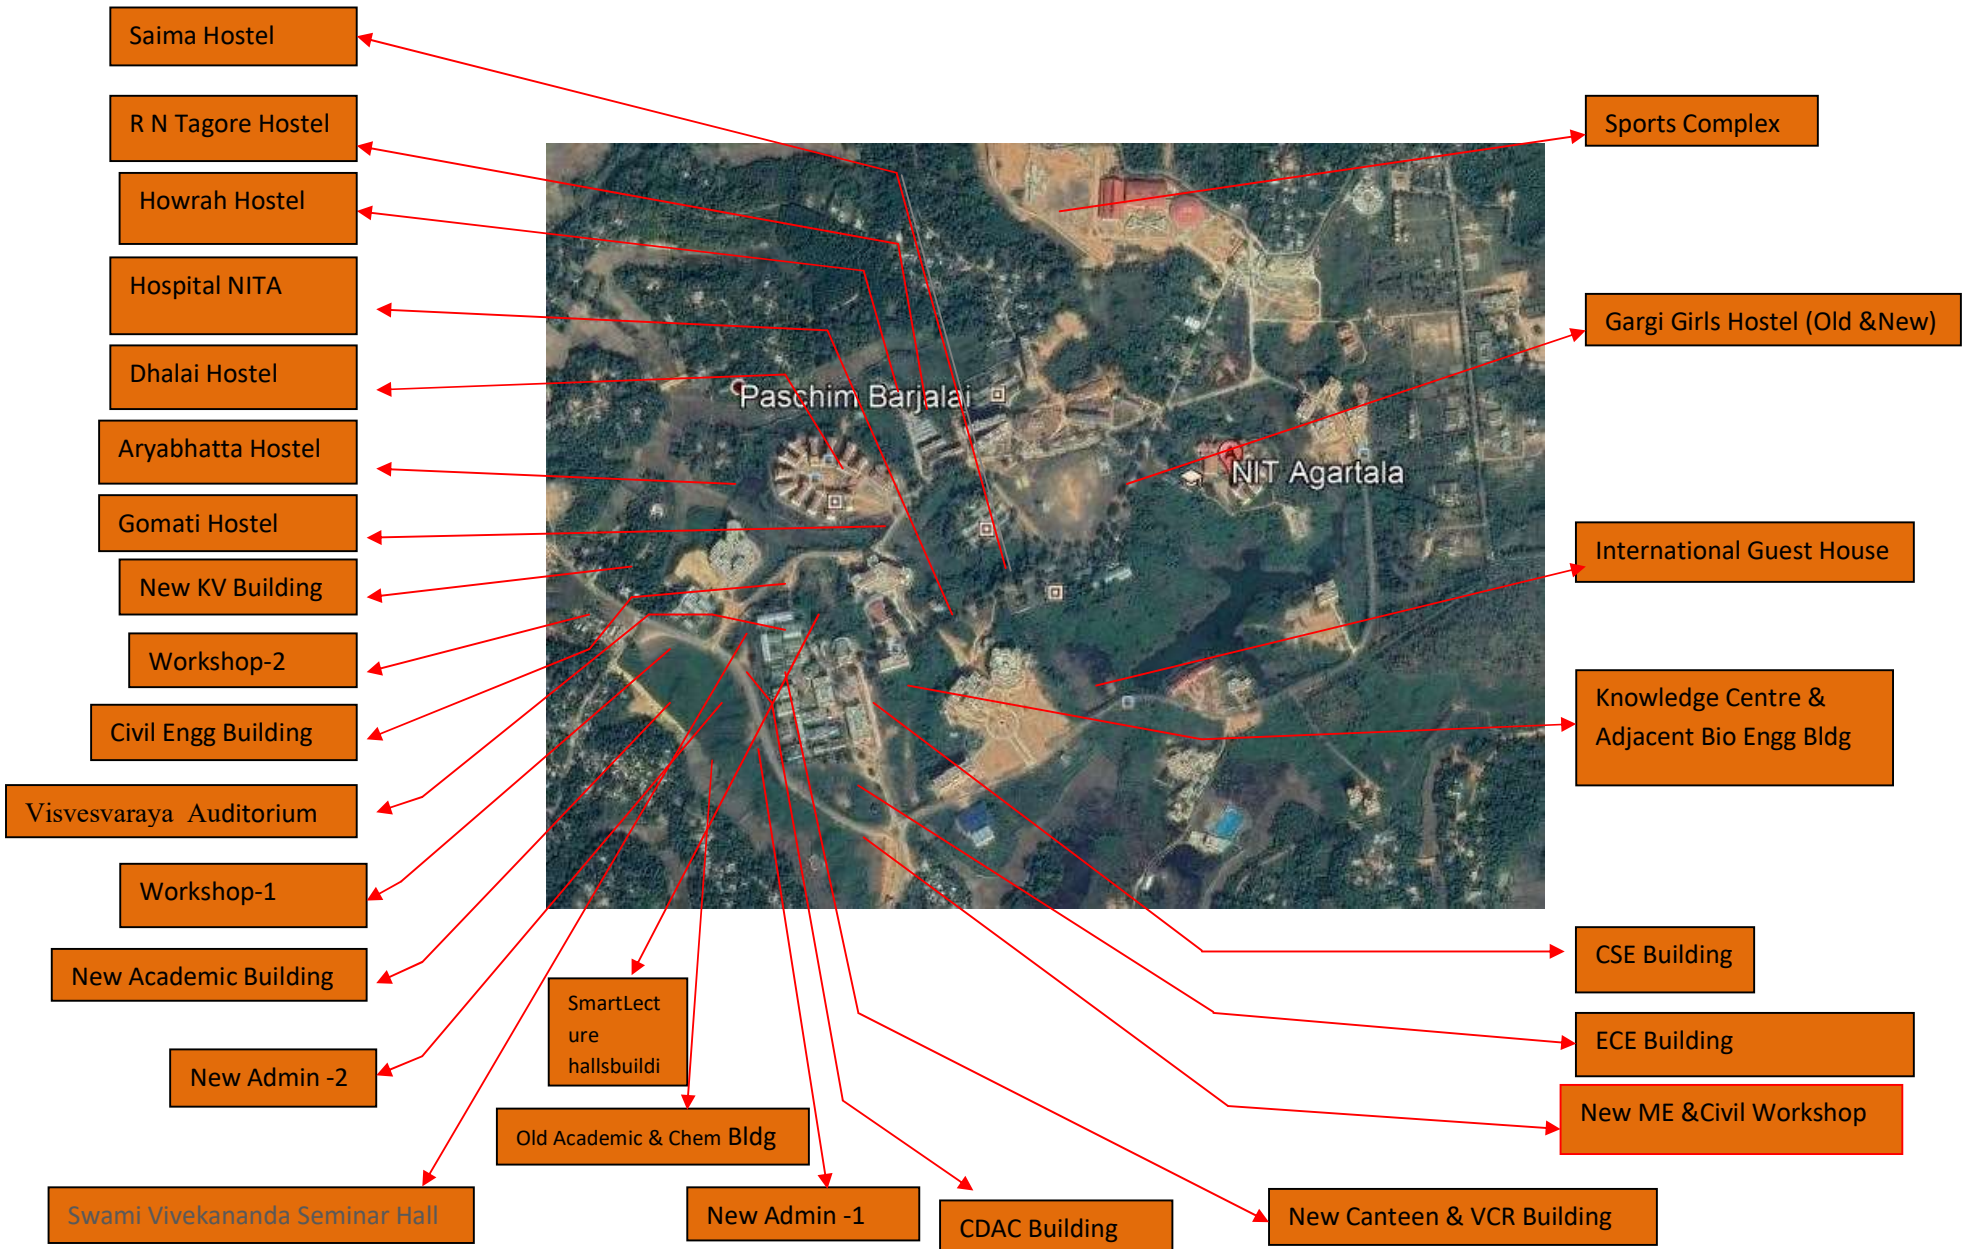 Saima Hostel
R N Tagore Hostel
Howrah Hostel
Hospital NITA
Dhalai Hostel
Aryabhatta Hostel
Gomati Hostel
New KV Building
Workshop-2
Civil Engg Building
Visvesvaraya Auditorium
Workshop-1
New Academic Building
New Admin -2
Swami Vivekananda Seminar Hall
Paschim Barjalai
NIT Agartala
SmartLect
ure
hallsbuildi
Old Academic & Chem Bldg
New Admin -1
CDAC Building
Sports Complex
Gargi Girls Hostel (Old &New)
International Guest House
Knowledge Centre &
Adjacent Bio Engg Bldg
CSE Building
ECE Building
New ME &Civil Workshop
New Canteen & VCR Building